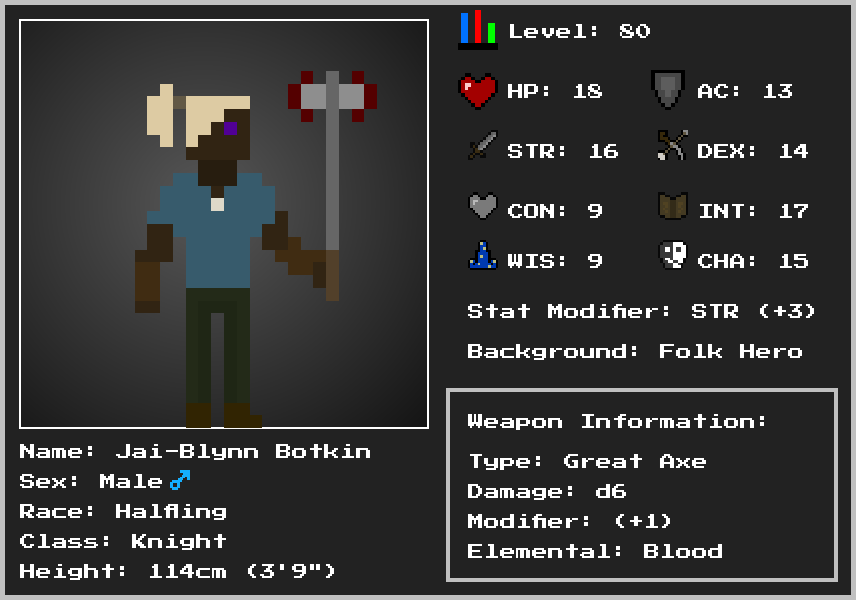 Level: 80
HP: 18
AC: 13
STR: 16
DEX: 14
CON: 9
INT: 17
WIS: 9
CHA: 15
Stat Modifier: STR (+3)
Background: Folk Hero
Weapon Information:
Type: Great Axe
Damage: d6
Modifier: (+1)
Elemental: Blood
Name: Jai-Blynn Botkin
Sex: Male ♂
Race: Halfling
Class: Knight
Height: 114cm (3'9")